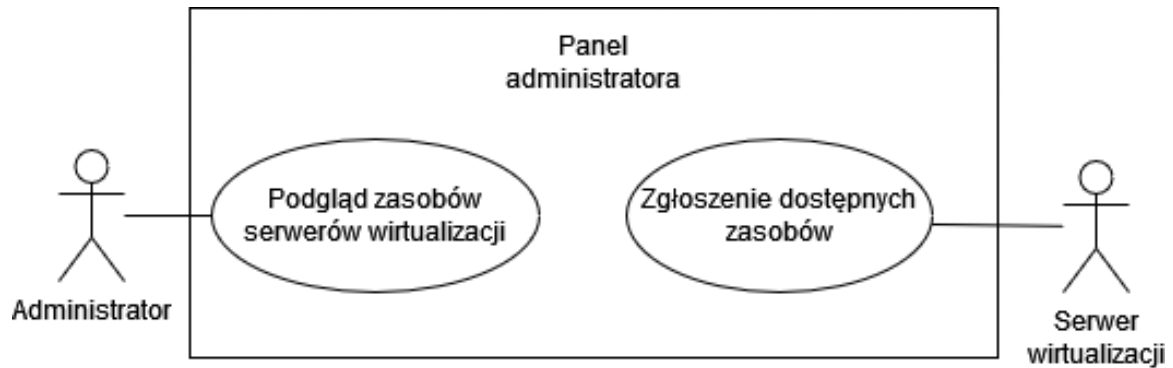 Panel
administratora
Podgląd zasobów
serwerów wirtualizacji
Zgłoszenie dostępnych
zasobów
Administrator
Serwer
wirtualizacji